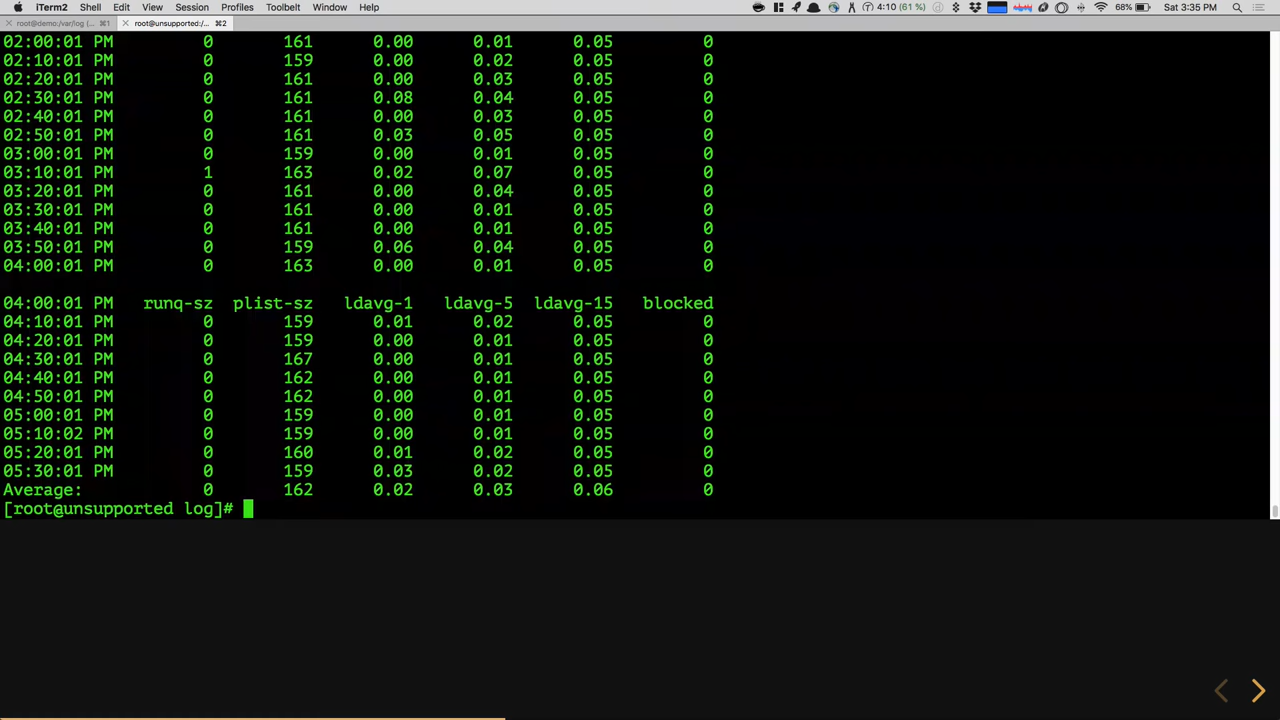 iTerm2 Shell Edit View Session Profiles Toolbelt Window Help 4:10 (61 %) 68% Sat 3:35 PM
root@demo:/var/log (... ⌘1 root@unsupported:/... ⌘2
02:00:01 PM 0 161 0.00 0.01 0.05 0
02:10:01 PM 0 159 0.00 0.02 0.05 0
02:20:01 PM 0 161 0.00 0.03 0.05 0
02:30:01 PM 0 161 0.08 0.04 0.05 0
02:40:01 PM 0 161 0.00 0.03 0.05 0
02:50:01 PM 0 161 0.03 0.05 0.05 0
03:00:01 PM 0 159 0.00 0.01 0.05 0
03:10:01 PM 1 163 0.02 0.07 0.05 0
03:20:01 PM 0 161 0.00 0.04 0.05 0
03:30:01 PM 0 161 0.00 0.01 0.05 0
03:40:01 PM 0 161 0.00 0.01 0.05 0
03:50:01 PM 0 159 0.06 0.04 0.05 0
04:00:01 PM 0 163 0.00 0.01 0.05 0
04:00:01 PM runq-sz plist-sz ldavg-1 ldavg-5 ldavg-15 blocked
04:10:01 PM 0 159 0.01 0.02 0.05 0
04:20:01 PM 0 159 0.00 0.01 0.05 0
04:30:01 PM 0 167 0.00 0.01 0.05 0
04:40:01 PM 0 162 0.00 0.01 0.05 0
04:50:01 PM 0 162 0.00 0.01 0.05 0
05:00:01 PM 0 159 0.00 0.01 0.05 0
05:10:02 PM 0 159 0.00 0.01 0.05 0
05:20:01 PM 0 160 0.01 0.02 0.05 0
05:30:01 PM 0 159 0.03 0.02 0.05 0
Average: 0 162 0.02 0.03 0.06 0
[root@unsupported log]#